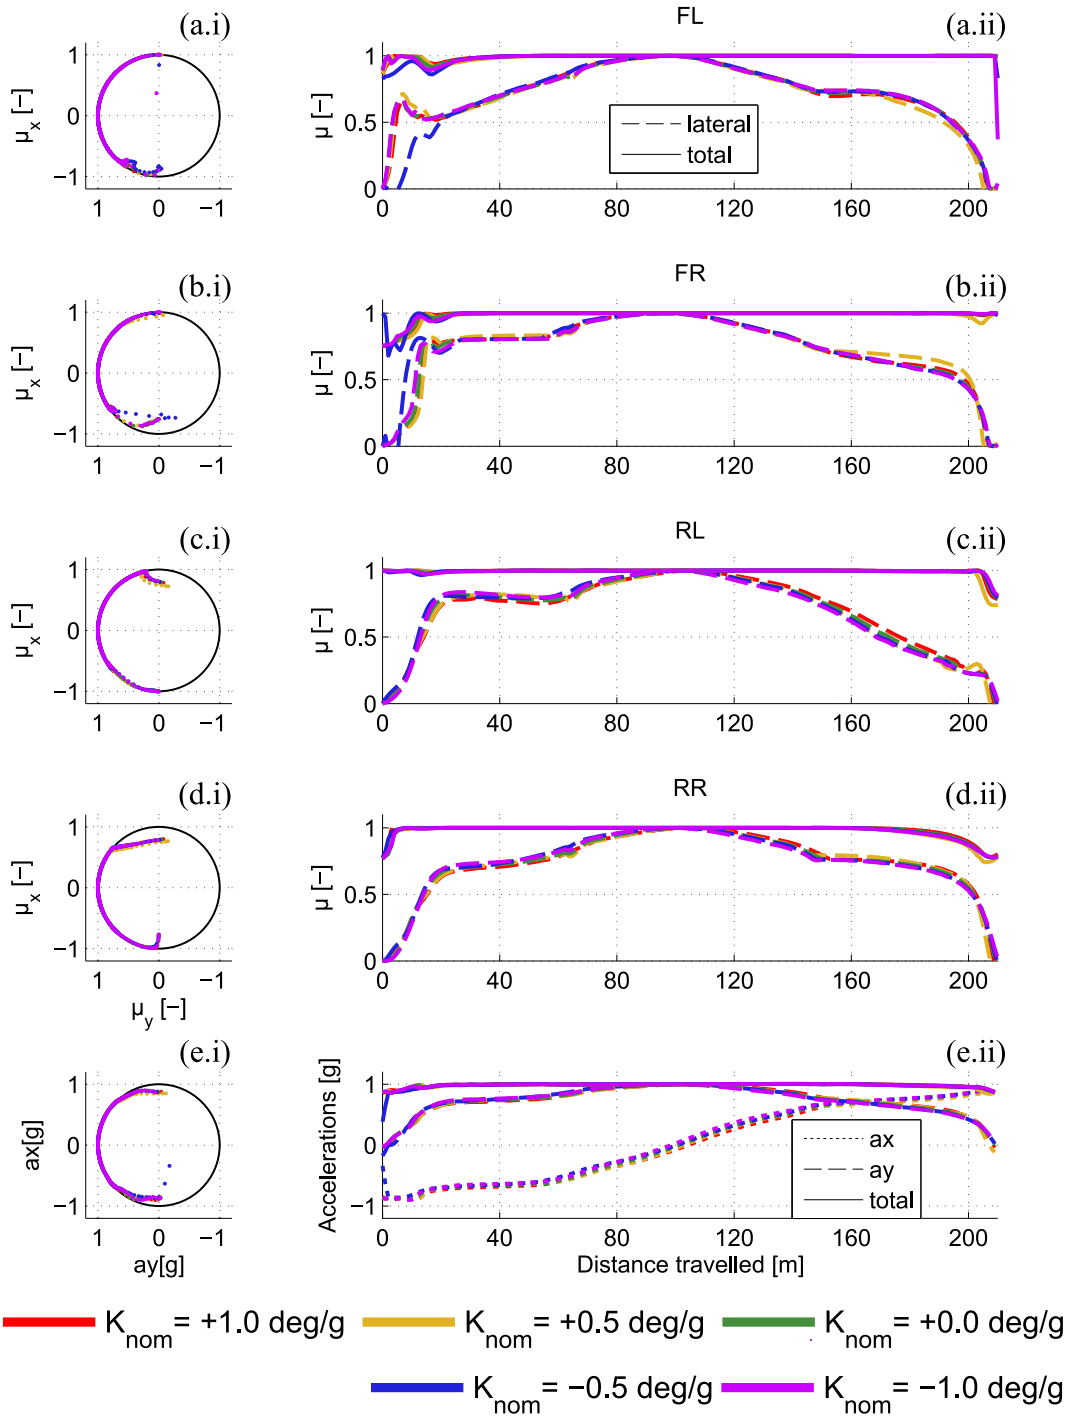 (a.i) FL (a.ii)
1
0
−1
μx [−]
1 0 −1
1
0.5
0
μ [−]
lateral
total
0 40 80 120 160 200
(b.i) FR (b.ii)
1
0
−1
μx [−]
1 0 −1
1
0.5
0
μ [−]
0 40 80 120 160 200
(c.i) RL (c.ii)
1
0
−1
μx [−]
1 0 −1
1
0.5
0
μ [−]
0 40 80 120 160 200
(d.i) RR (d.ii)
1
0
−1
μx [−]
1 0 −1
μy [−]
1
0.5
0
μ [−]
0 40 80 120 160 200
(e.i) (e.ii)
1
0
−1
ax[g]
1 0 −1
ay[g]
1
0
−1
Accelerations [g]
ax
ay
total
0 40 80 120 160 200
Distance travelled [m]
Knom= +1.0 deg/g Knom= +0.5 deg/g Knom= +0.0 deg/g
Knom= −0.5 deg/g Knom= −1.0 deg/g